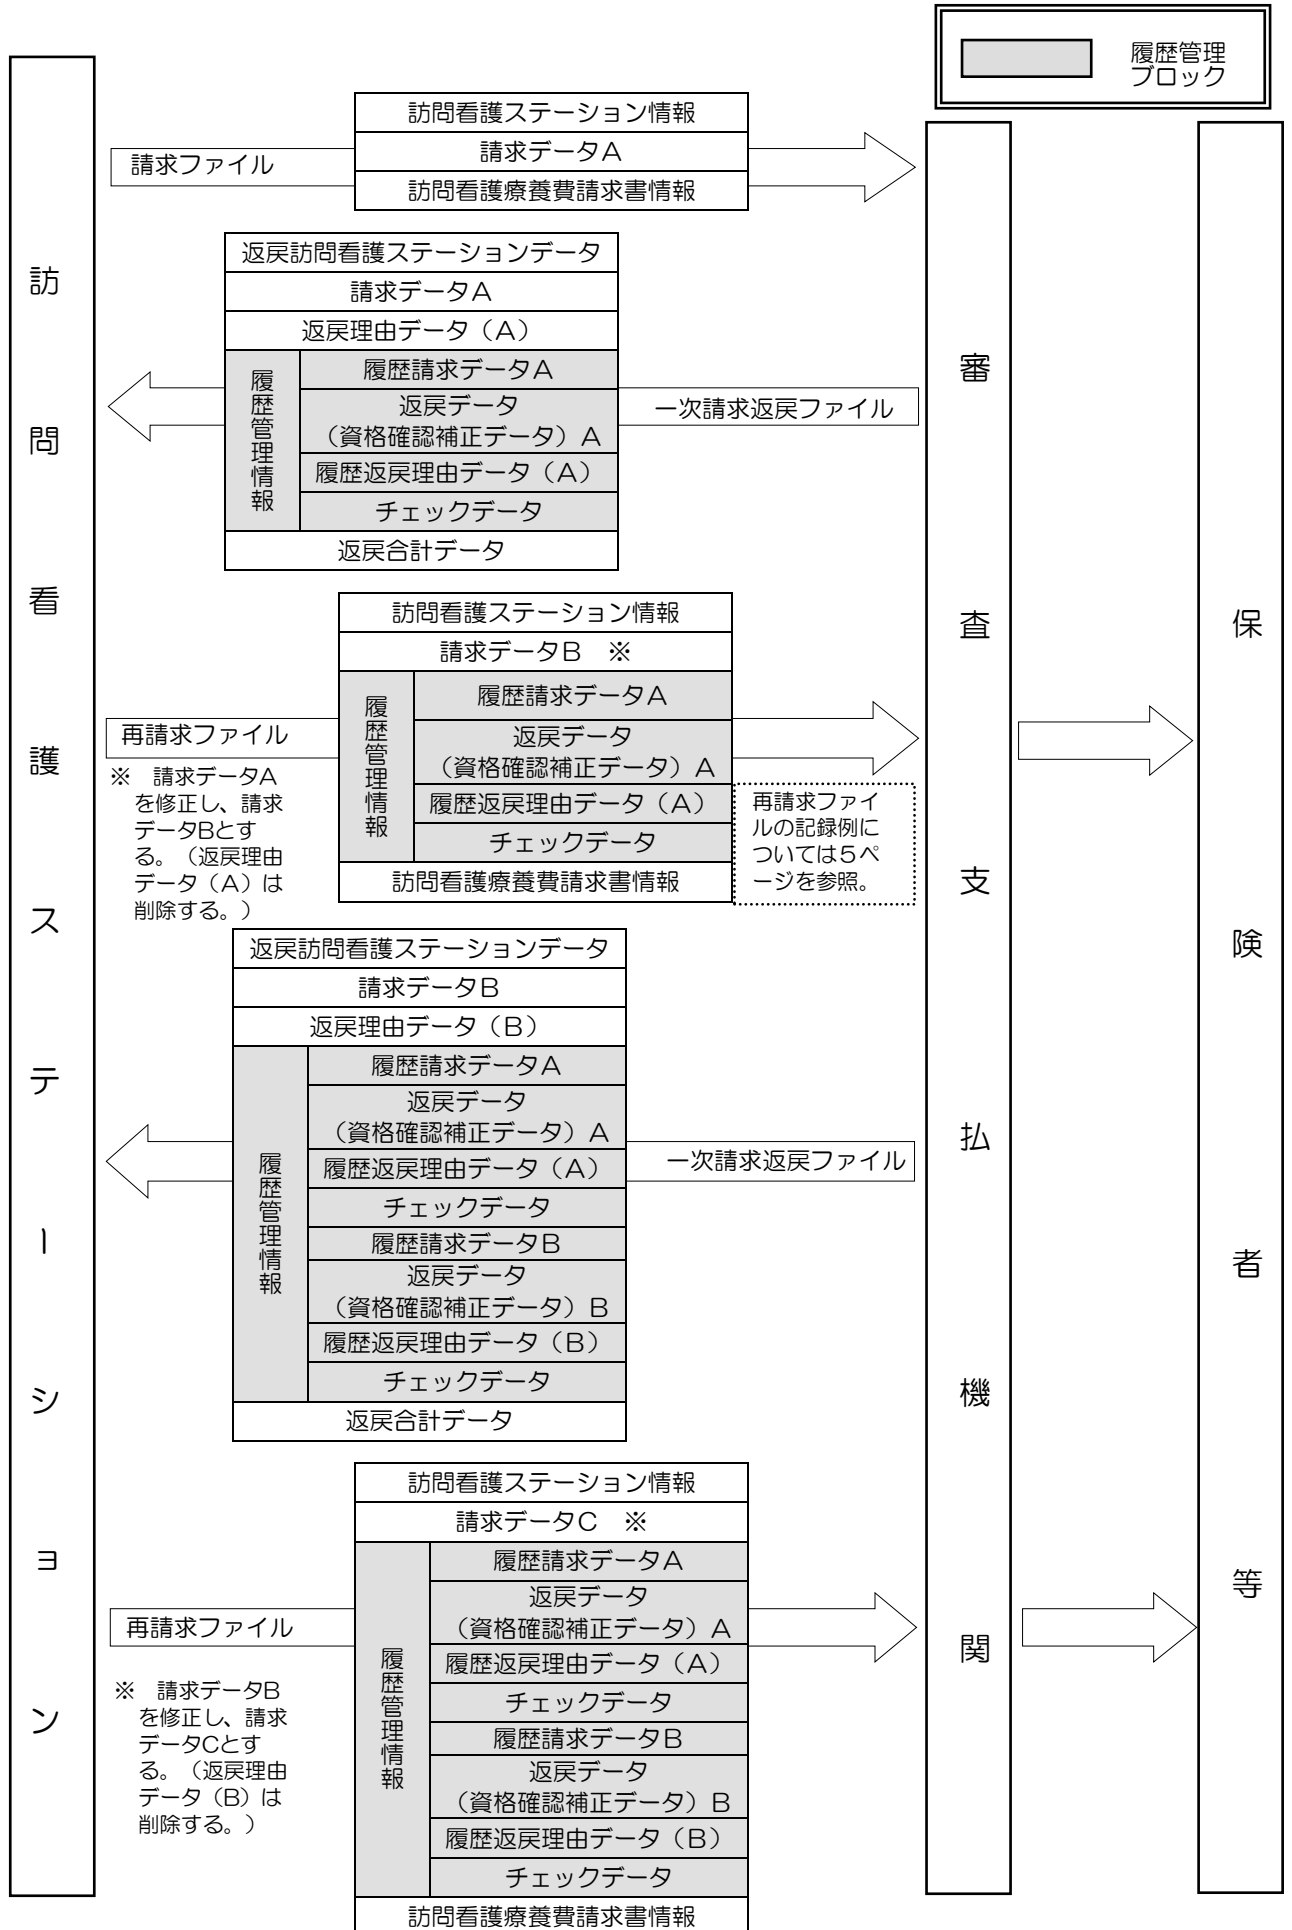 履歴管理
ブロック
訪問看護ステーション
審査支払機関
保険者等
訪問看護ステーション情報
請求データA
訪問看護療養費請求書情報
請求ファイル
返戻訪問看護ステーションデータ
請求データA
返戻理由データ（A）
履歴管理情報
履歴請求データA
返戻データ
（資格確認補正データ）A
履歴返戻理由データ（A）
チェックデータ
返戻合計データ
一次請求返戻ファイル
訪問看護ステーション情報
請求データB　※
履歴管理情報
履歴請求データA
返戻データ
（資格確認補正データ）A
履歴返戻理由データ（A）
チェックデータ
訪問看護療養費請求書情報
再請求ファイル
※　請求データA
を修正し、請求
データBとす
る。（返戻理由
データ（A）は
削除する。）
再請求ファイ
ルの記録例に
ついては５ペ
ージを参照。
返戻訪問看護ステーションデータ
請求データB
返戻理由データ（B）
履歴管理情報
履歴請求データA
返戻データ
（資格確認補正データ）A
履歴返戻理由データ（A）
チェックデータ
履歴請求データB
返戻データ
（資格確認補正データ）B
履歴返戻理由データ（B）
チェックデータ
返戻合計データ
一次請求返戻ファイル
訪問看護ステーション情報
請求データC　※
履歴管理情報
履歴請求データA
返戻データ
（資格確認補正データ）A
履歴返戻理由データ（A）
チェックデータ
履歴請求データB
返戻データ
（資格確認補正データ）B
履歴返戻理由データ（B）
チェックデータ
訪問看護療養費請求書情報
再請求ファイル
※　請求データB
を修正し、請求
データCとす
る。（返戻理由
データ（B）は
削除する。）